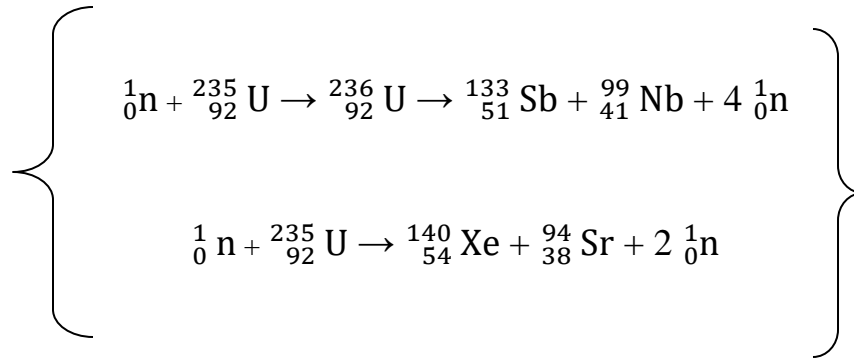 ¹₀n + ²³⁵₉₂U → ²³⁶₉₂U → ¹³³₅₁Sb + ⁹⁹₄₁Nb + 4 ¹₀n
¹₀n + ²³⁵₉₂U → ¹⁴⁰₅₄Xe + ⁹⁴₃₈Sr + 2 ¹₀n